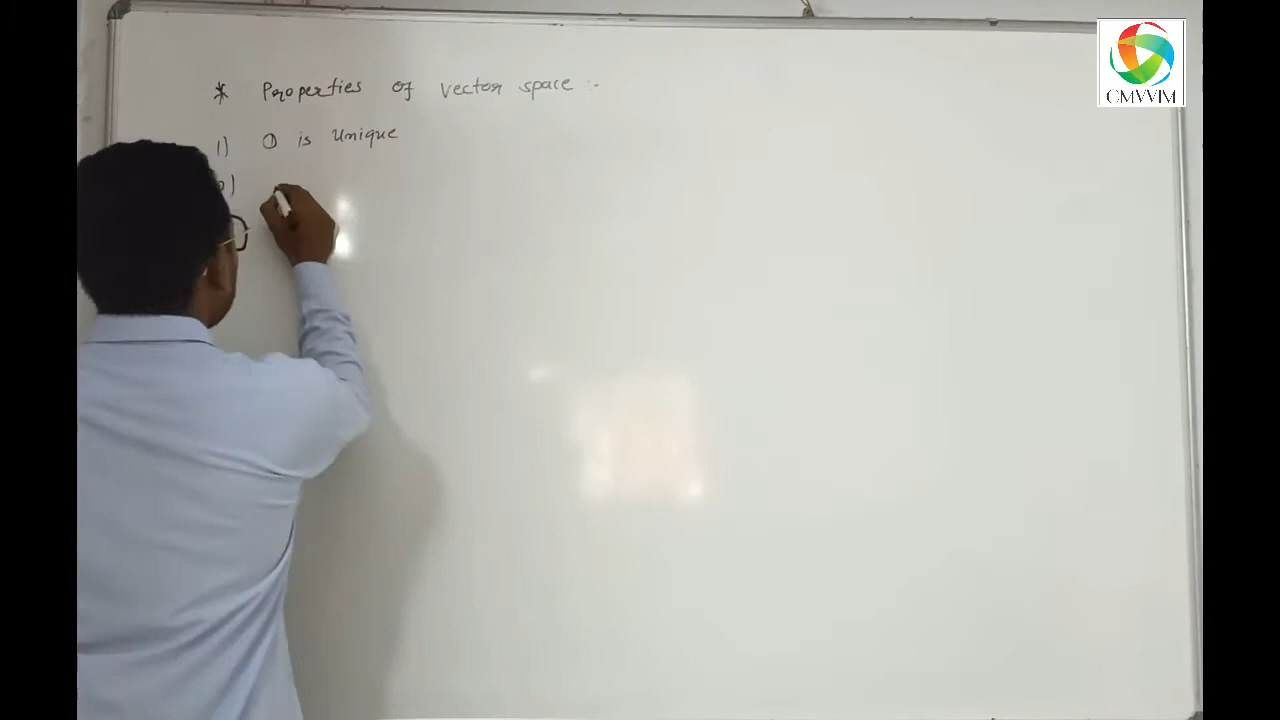 * Properties of vector space :-
1) 0 is Unique
2)
CMVVIM